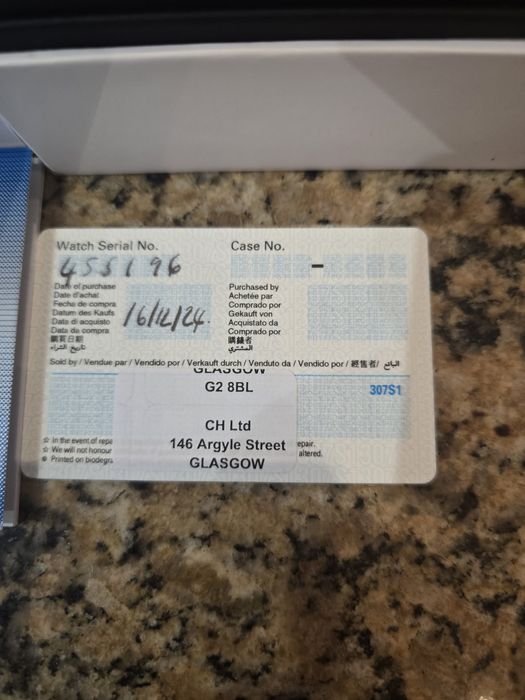 Watch Serial No.
Case No.
455196
-
Date of purchase
Date d'achat
Fecha de compra
Datum des Kaufs
Data di acquisto
Data da compra
購買日期
تاريخ الشراء
16/12/24
Purchased by
Achetée par
Comprado por
Gekauft von
Acquistato da
Comprado por
購錶者
المشتري
Sold by / Vendue par / Vendido por / Verkauft durch / Venduto da / Vendido por / 經售者/ البائع
GLASGOW
G2 8BL
307S1
CH Ltd
146 Argyle Street
GLASGOW
☆ In the event of repa
☆ We will not honour
Printed on biodegra
epair.
altered.